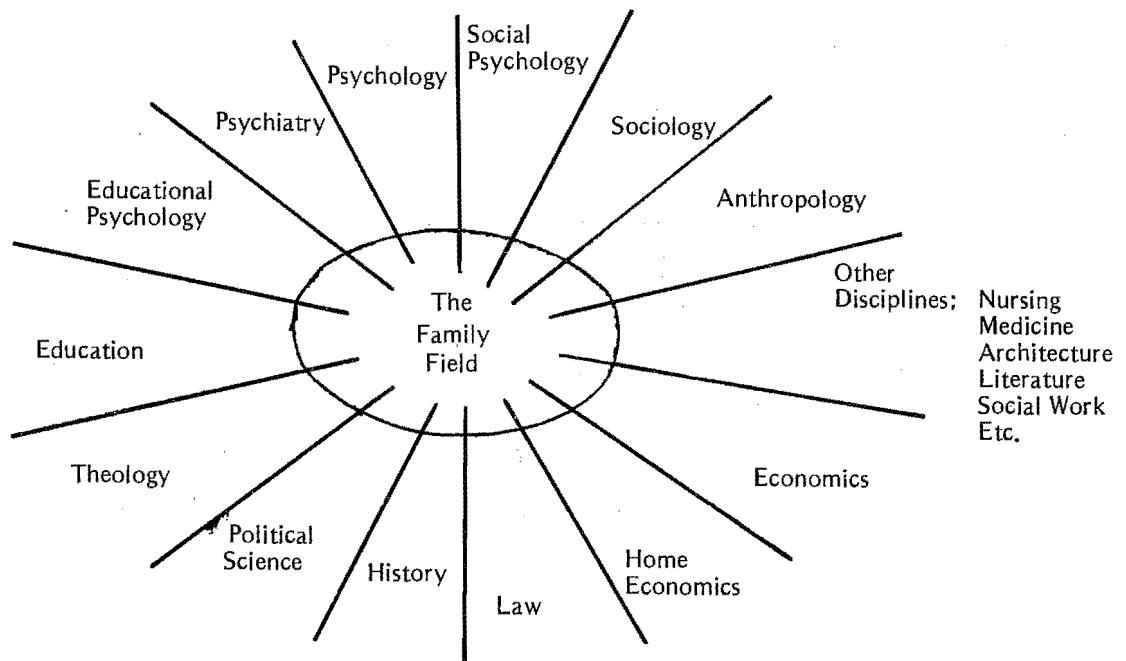 Social
Psychology
Psychology
Psychiatry
Sociology
Educational
Psychology
Anthropology
Other
Disciplines:
Nursing
Medicine
Architecture
Literature
Social Work
Etc.
The
Family
Field
Education
Theology
Economics
Political
Science
History
Home
Economics
Law